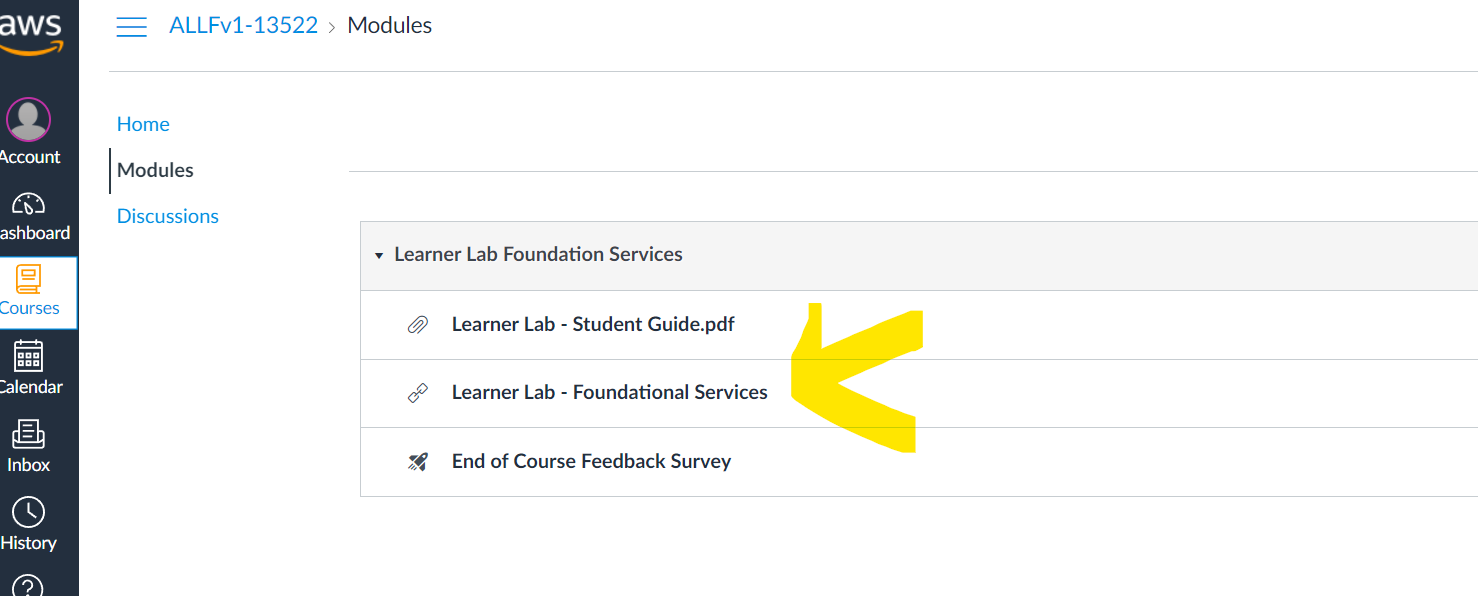 aws
ALLFv1-13522 > Modules
Account
ashboard
Courses
Calendar
Inbox
History
Home
Modules
Discussions
Learner Lab Foundation Services
Learner Lab - Student Guide.pdf
Learner Lab - Foundational Services
End of Course Feedback Survey